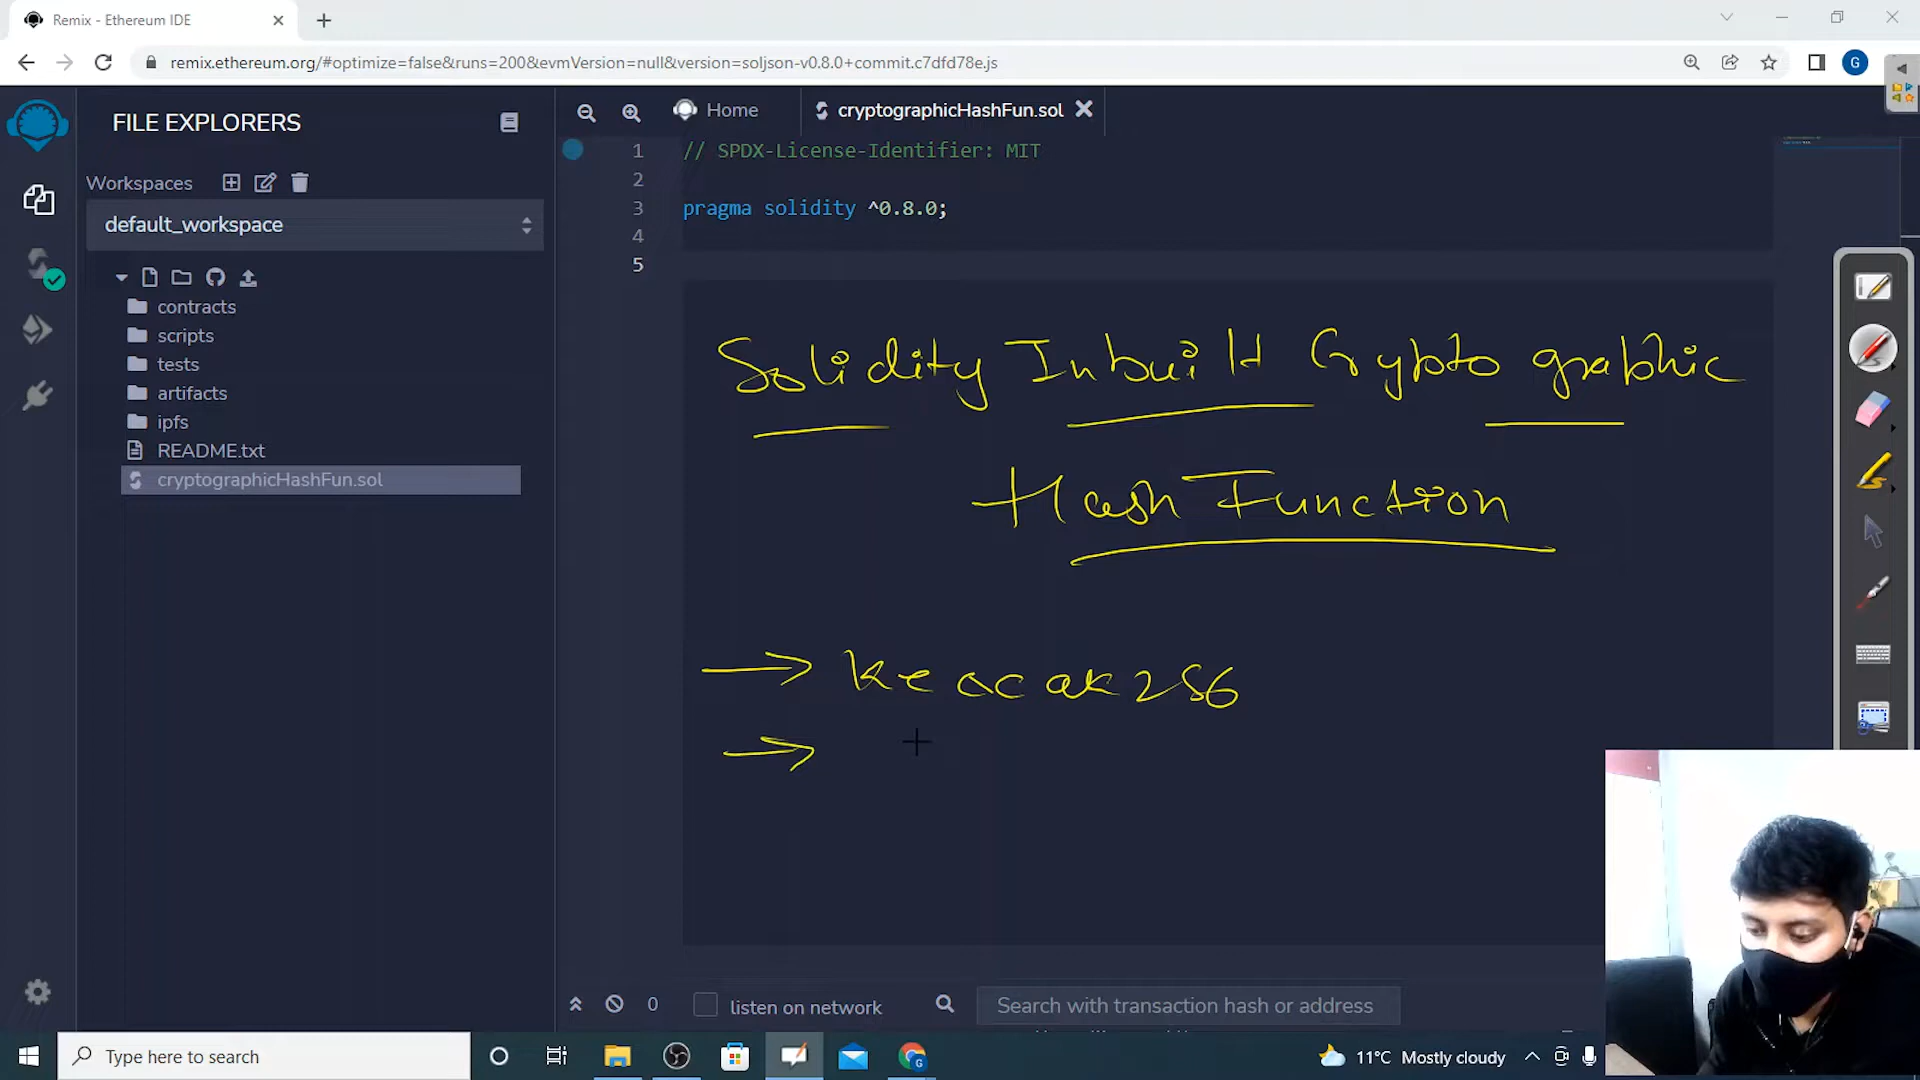 Remix - Ethereum IDE
remix.ethereum.org/#optimize=false&runs=200&evmVersion=null&version=soljson-v0.8.0+commit.c7dfd78e.js
G
FILE EXPLORERS
Home
cryptographicHashFun.sol
Workspaces
default_workspace
contracts
scripts
tests
artifacts
ipfs
README.txt
cryptographicHashFun.sol
1 // SPDX-License-Identifier: MIT
2
3 pragma solidity ^0.8.0;
4
5
Solidity Inbuilt Cryptographic
Hash Function
→ Keacak256
→
0
listen on network
Search with transaction hash or address
Type here to search
11°C Mostly cloudy